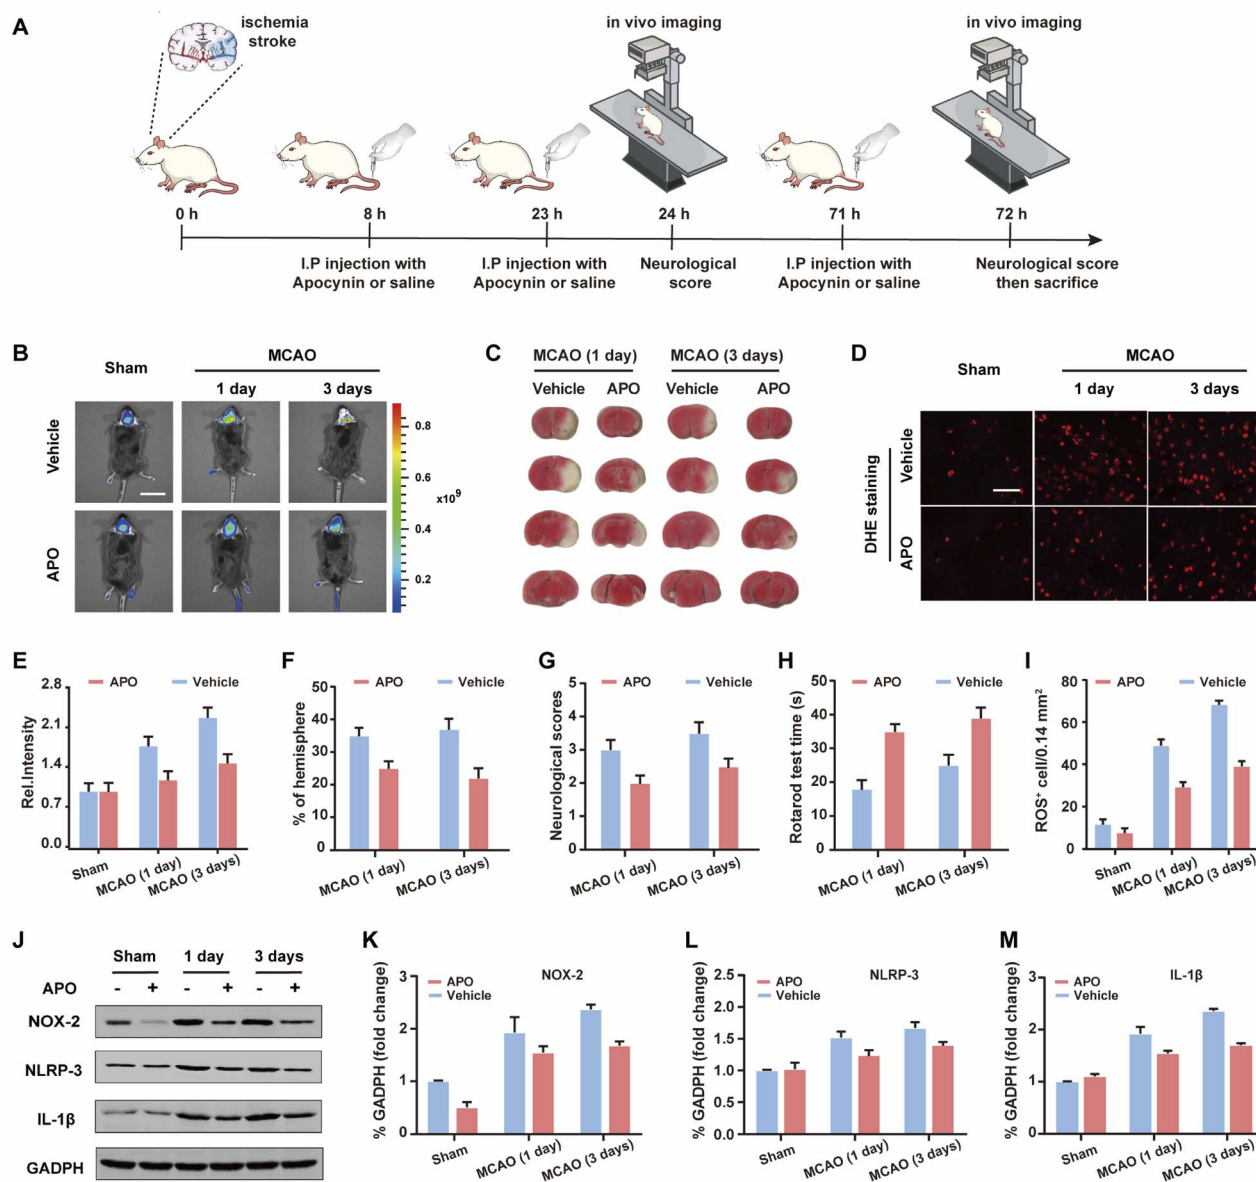 A
ischemia
stroke
in vivo imaging
in vivo imaging
0 h
8 h
23 h
24 h
71 h
72 h
I.P injection with
Apocynin or saline
I.P injection with
Apocynin or saline
Neurological
score
I.P injection with
Apocynin or saline
Neurological score
then sacrifice
B
Sham
MCAO
1 day
3 days
Vehicle
APO
0.8
0.6
x10⁹
0.4
0.2
C
MCAO (1 day)
MCAO (3 days)
Vehicle
APO
Vehicle
APO
D
Sham
MCAO
1 day
3 days
DHE staining
Vehicle
APO
E
APO
Vehicle
Rel.Intensity
2.8
2.1
1.4
0.7
0.0
Sham
MCAO (1 day)
MCAO (3 days)
F
APO
Vehicle
% of hemisphere
50
40
30
20
10
0
MCAO (1 day)
MCAO (3 days)
G
APO
Vehicle
Neurological scores
5
4
3
2
1
0
MCAO (1 day)
MCAO (3 days)
H
APO
Vehicle
Rotarod test time (s)
50
40
30
20
10
0
MCAO (1 day)
MCAO (3 days)
I
Vehicle
APO
ROS⁺ cell/0.14 mm²
80
60
40
20
0
Sham
MCAO (1 day)
MCAO (3 days)
J
Sham
1 day
3 days
APO
- + - + - +
NOX-2
NLRP-3
IL-1β
GADPH
K
NOX-2
APO
Vehicle
% GADPH (fold change)
3
2
1
0
Sham
MCAO (1 day)
MCAO (3 days)
L
NLRP-3
APO
Vehicle
% GADPH (fold change)
2.5
2.0
1.5
1.0
0.5
0
Sham
MCAO (1 day)
MCAO (3 days)
M
IL-1β
APO
Vehicle
% GADPH (fold change)
3
2
1
0
Sham
MCAO (1 day)
MCAO (3 days)